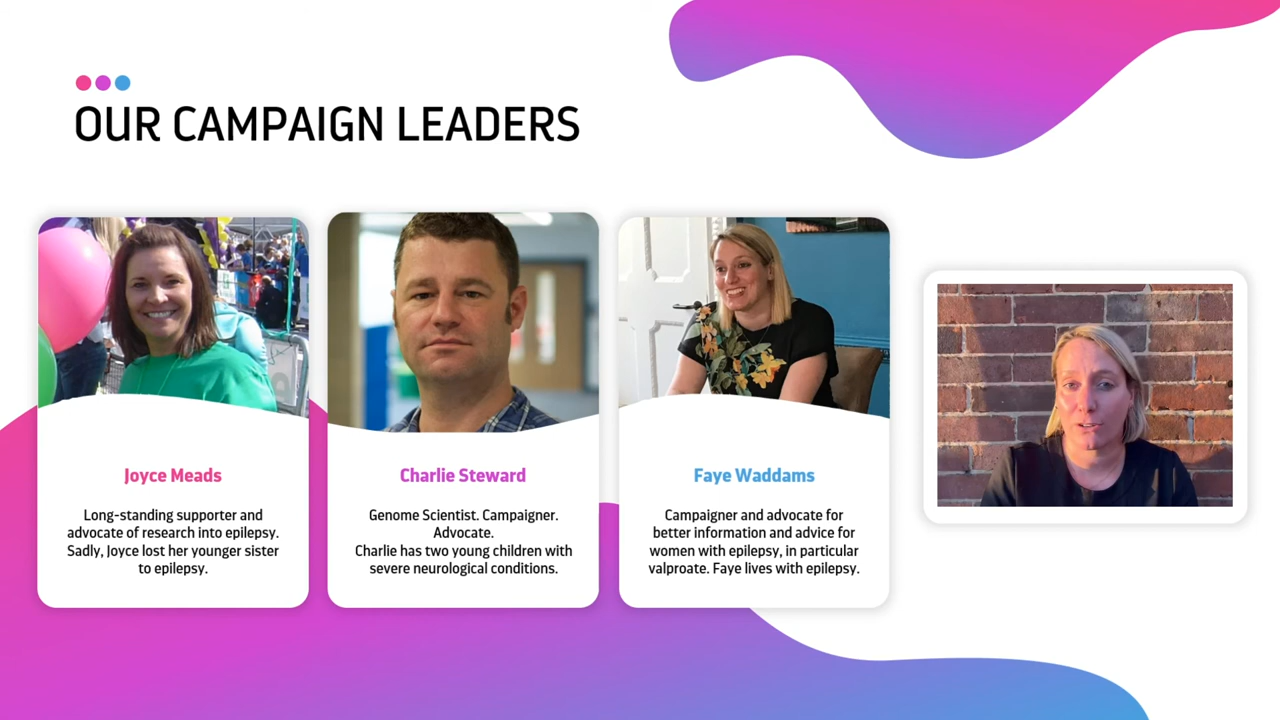 OUR CAMPAIGN LEADERS
Joyce Meads
Long-standing supporter and
advocate of research into epilepsy.
Sadly, Joyce lost her younger sister
to epilepsy.
Charlie Steward
Genome Scientist. Campaigner.
Advocate.
Charlie has two young children with
severe neurological conditions.
Faye Waddams
Campaigner and advocate for
better information and advice for
women with epilepsy, in particular
valproate. Faye lives with epilepsy.